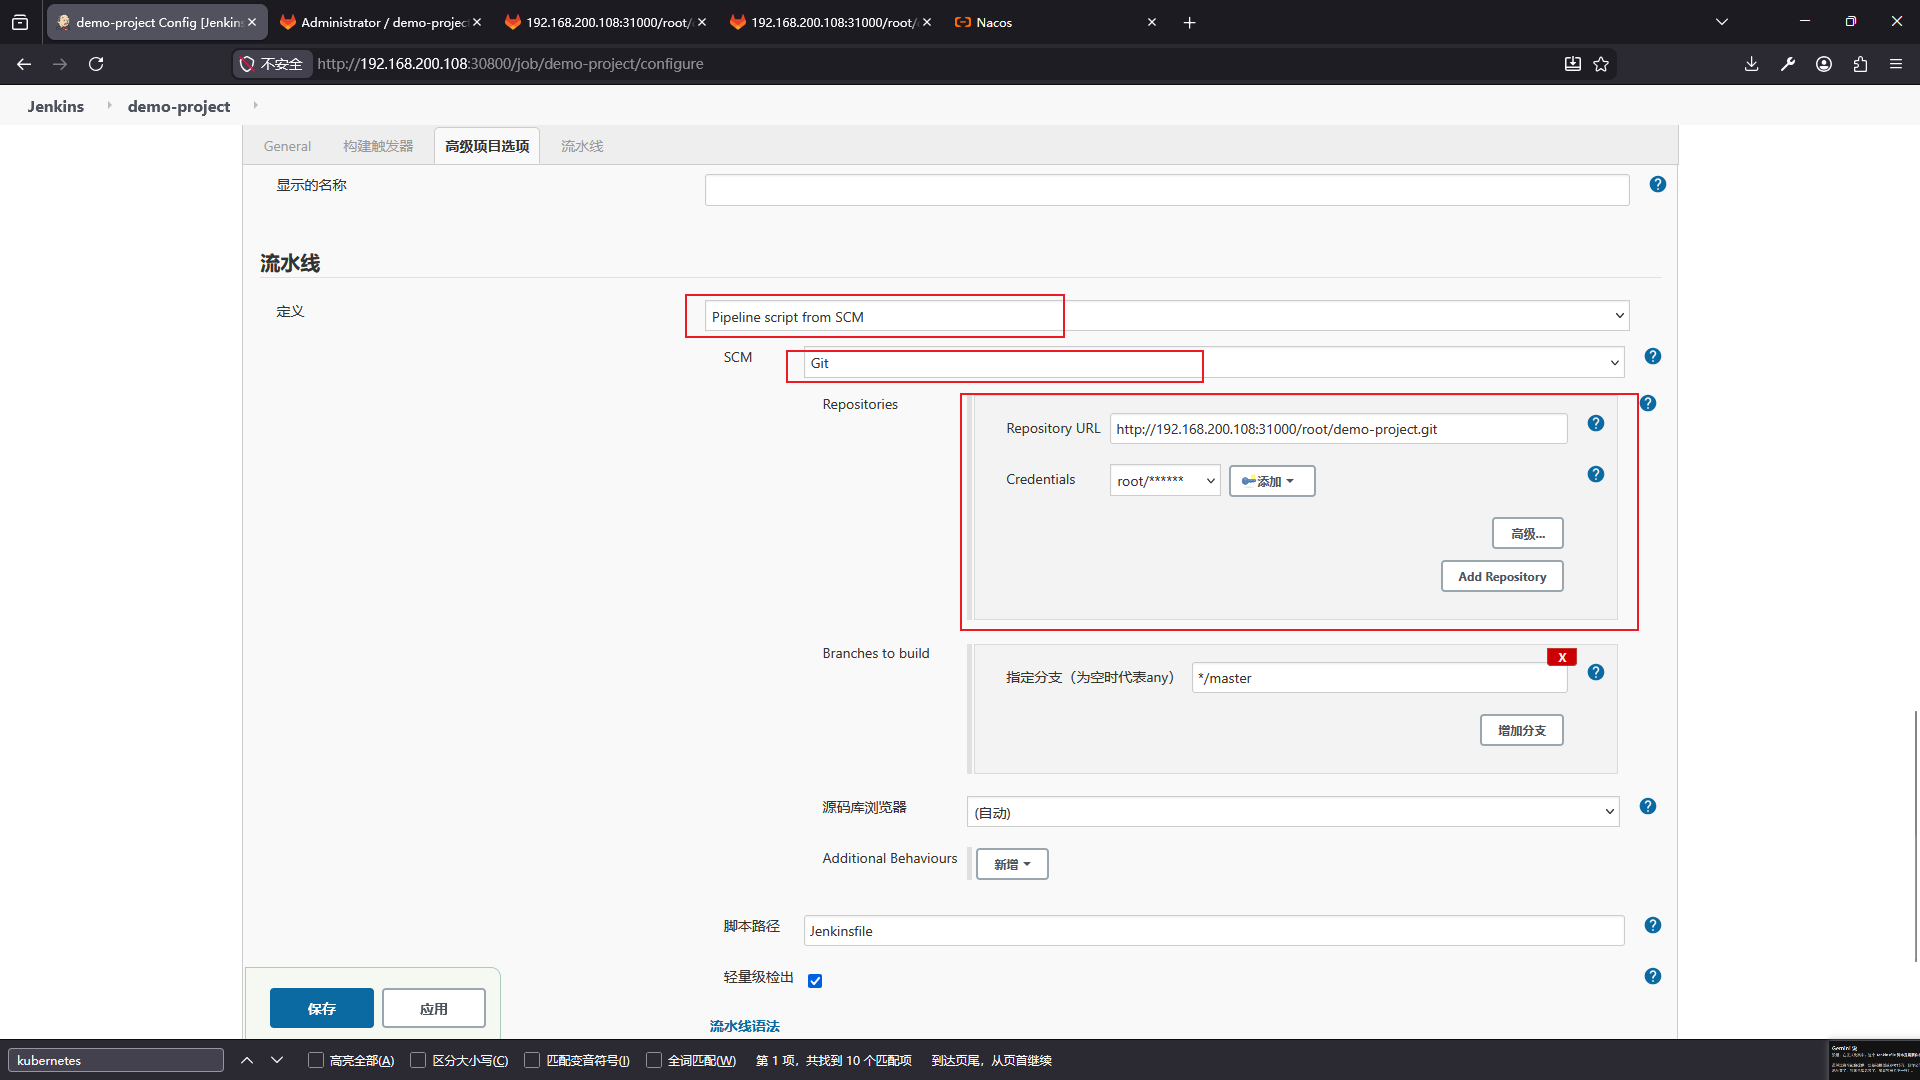 demo-project Config [Jenkins
Administrator / demo-project
192.168.200.108:31000/root/
192.168.200.108:31000/root/
Nacos
不安全
http://192.168.200.108:30800/job/demo-project/configure
Jenkins
demo-project
General
构建触发器
高级项目选项
流水线
显示的名称
流水线
定义
Pipeline script from SCM
SCM
Git
Repositories
Repository URL
http://192.168.200.108:31000/root/demo-project.git
Credentials
root/******
添加
高级...
Add Repository
Branches to build
X
指定分支（为空时代表any）
*/master
增加分支
源码库浏览器
(自动)
Additional Behaviours
新增
脚本路径
Jenkinsfile
轻量级检出
保存
应用
流水线语法
kubernetes
高亮全部(A)
区分大小写(C)
匹配变音符号(I)
全词匹配(W)
第 1 项，共找到 10 个匹配项
到达页尾，从页首继续